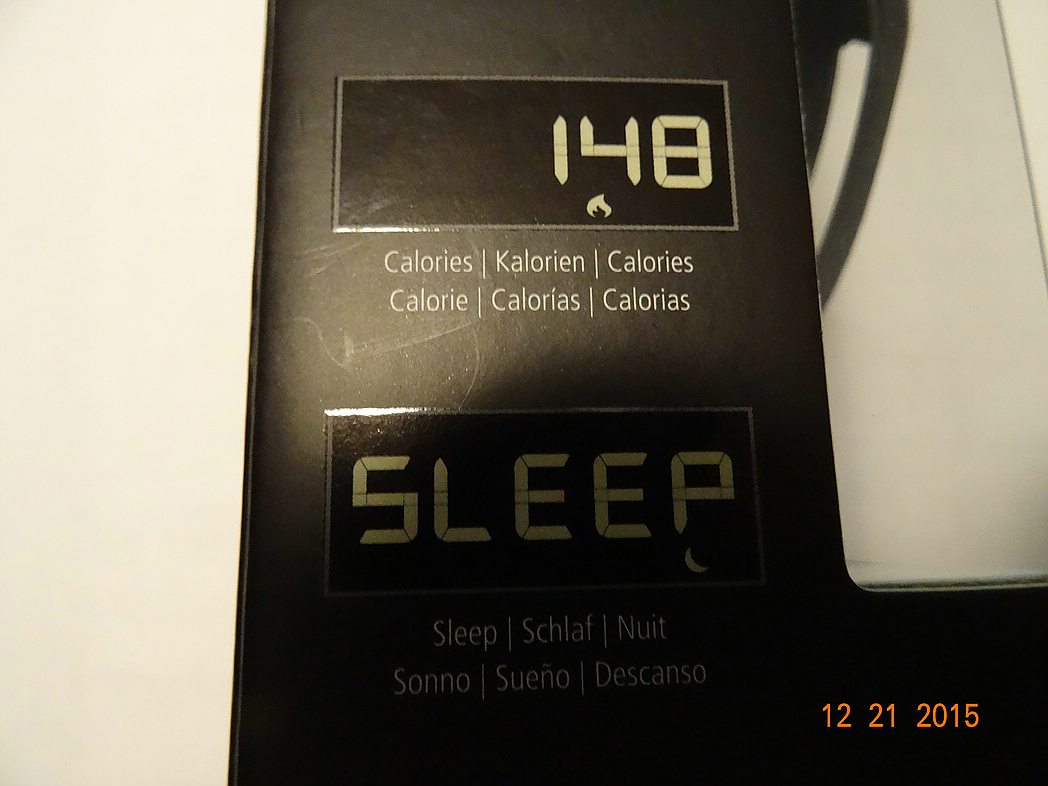 148
Calories | Kalorien | Calories
Calorie | Calorías | Calorias
SLEEP
Sleep | Schlaf | Nuit
Sonno | Sueño | Descanso
12 21 2015